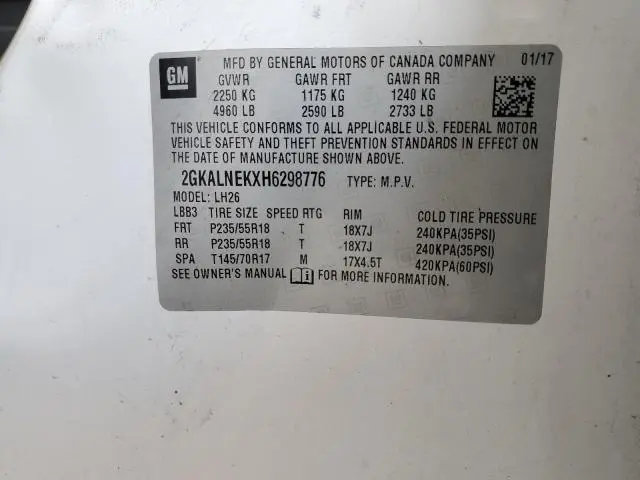 GM
MFD BY GENERAL MOTORS OF CANADA COMPANY 01/17
GVWR GAWR FRT GAWR RR
2250 KG 1175 KG 1240 KG
4960 LB 2590 LB 2733 LB
THIS VEHICLE CONFORMS TO ALL APPLICABLE U.S. FEDERAL MOTOR
VEHICLE SAFETY AND THEFT PREVENTION STANDARDS IN EFFECT ON
THE DATE OF MANUFACTURE SHOWN ABOVE.
2GKALNEKXH6298776 TYPE: M.P.V.
MODEL: LH26
LBB3 TIRE SIZE SPEED RTG RIM COLD TIRE PRESSURE
FRT P235/55R18 T 18X7J 240KPA(35PSI)
RR P235/55R18 T 18X7J 240KPA(35PSI)
SPA T145/70R17 M 17X4.5T 420KPA(60PSI)
SEE OWNER'S MANUAL FOR MORE INFORMATION.